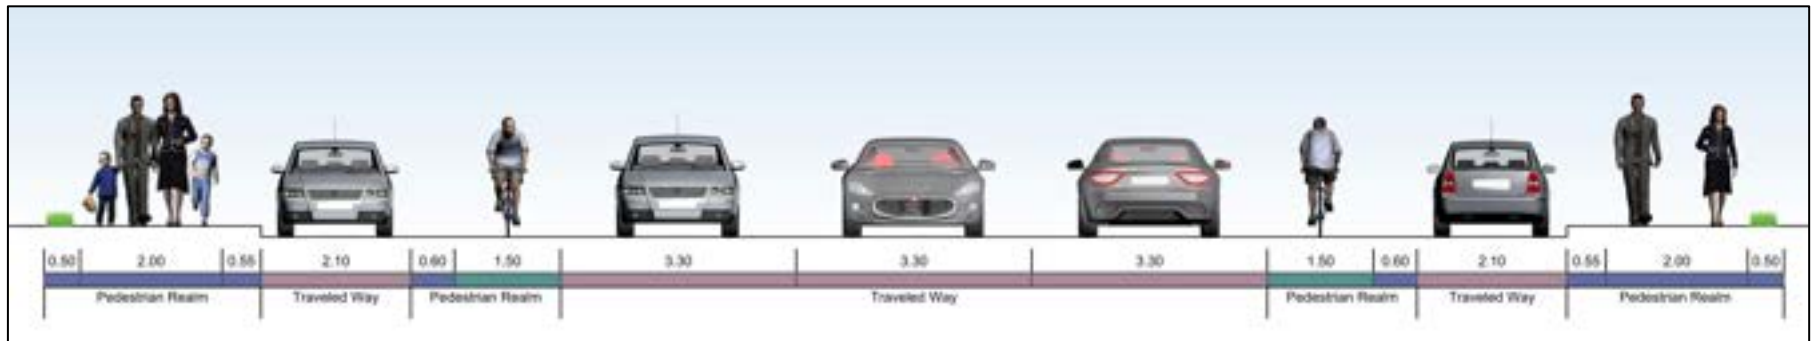 0.50 2.00 0.55 2.10 0.60 1.50 3.30 3.30 3.30 1.50 0.60 2.10 0.55 2.00 0.50
Pedestrian Realm Traveled Way Pedestrian Realm Traveled Way Pedestrian Realm Traveled Way Pedestrian Realm